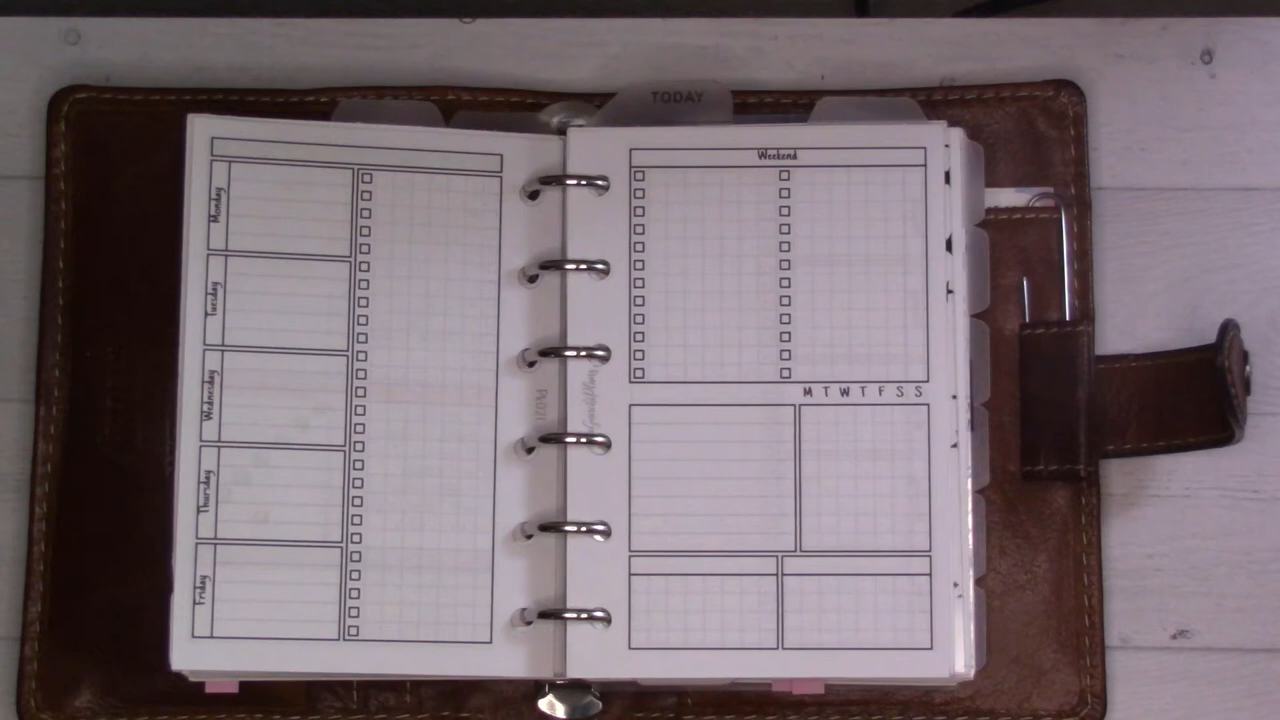 TODAY
Monday
Tuesday
Wednesday
Thursday
Friday
Weekend
M T W T F S S